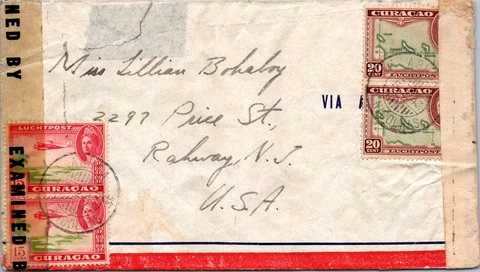 NED BY
EXAMINED B
Miss Lillian Bohaboy
2297 Price St.,
Rahway, N.J.
U.S.A.
VIA A
CURACAO
20 CENT
LUCHTPOST
CURACAO
20 CENT
LUCHTPOST
LUCHTPOST
CURACAO
15
CURACAO